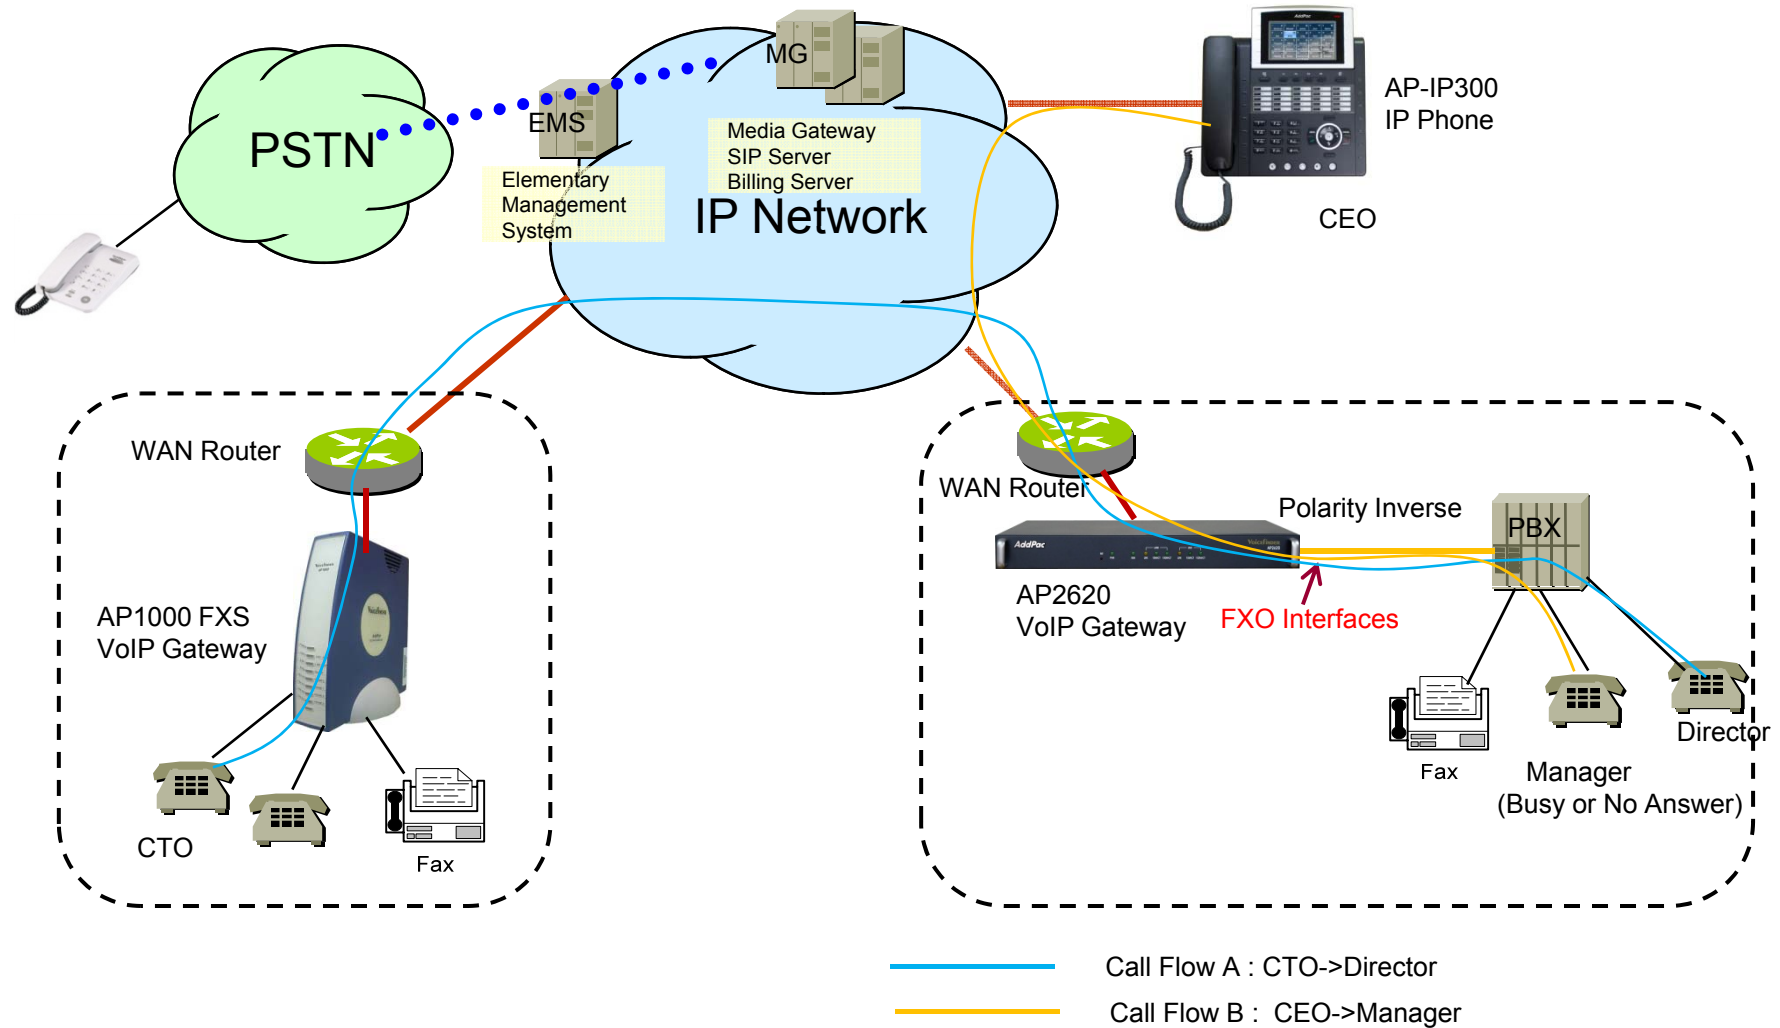 MG
EMS
PSTN
Media Gateway
SIP Server
Billing Server
Elementary
Management
System
IP Network
AddPac
AP-IP300
IP Phone
CEO
WAN Router
AP1000 FXS
VoIP Gateway
CTO
Fax
WAN Router
Polarity Inverse
PBX
AddPac
AP2620
VoIP Gateway
FXO Interfaces
Director
Fax
Manager
(Busy or No Answer)
Call Flow A : CTO->Director
Call Flow B : CEO->Manager